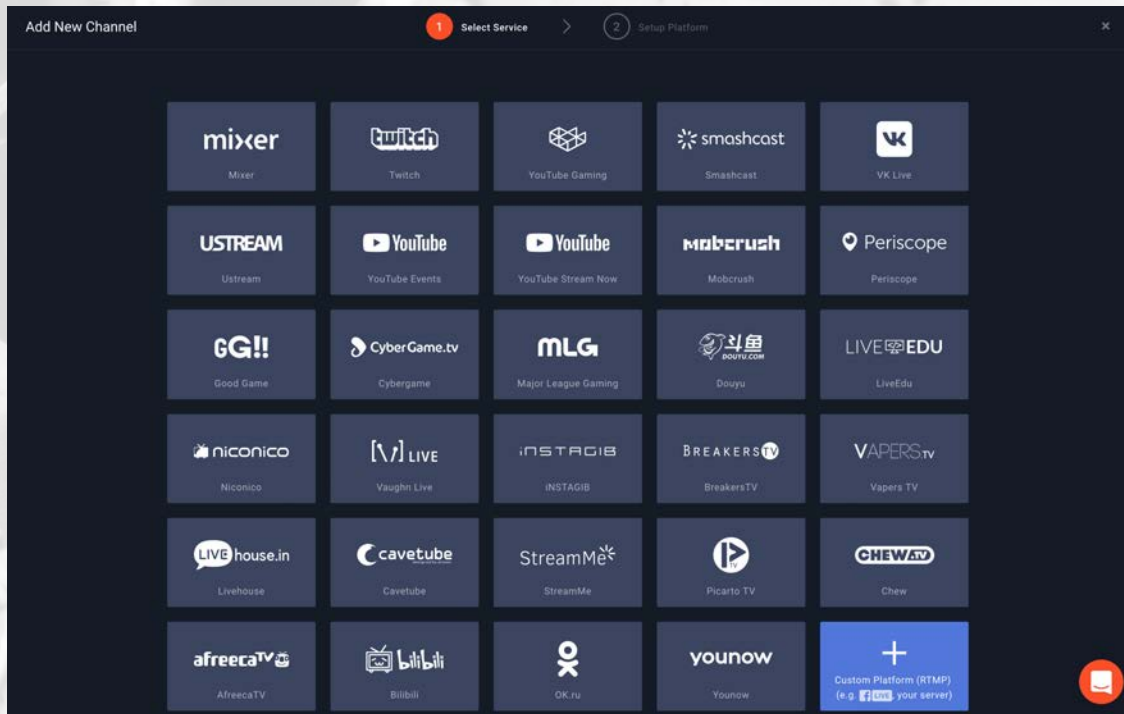 Add New Channel
1 Select Service
2 Setup Platform
mixer
Mixer
twitch
Twitch
YouTube Gaming
smashcast
Smashcast
VK
VK Live
USTREAM
Ustream
YouTube
YouTube Events
YouTube
YouTube Stream Now
mobcrush
Mobcrush
Periscope
Periscope
GG!!
Good Game
CyberGame.tv
Cybergame
MLG
Major League Gaming
斗鱼
DOUYU.COM
Douyu
LIVE EDU
LiveEdu
niconico
Niconico
LIVE
Vaughn Live
iNSTAGIB
iNSTAGIB
BREAKERS TV
BreakersTV
VAPERS.TV
Vapers TV
LIVE house.in
Livehouse
cavetube
Cavetube
StreamMe
StreamMe
TV
Picarto TV
CHEW.TV
Chew
afreecaTV
AfreecaTV
bilibili
Bilibili
OK.ru
younow
Younow
+
Custom Platform (RTMP)
(e.g. f LIVE, your server)